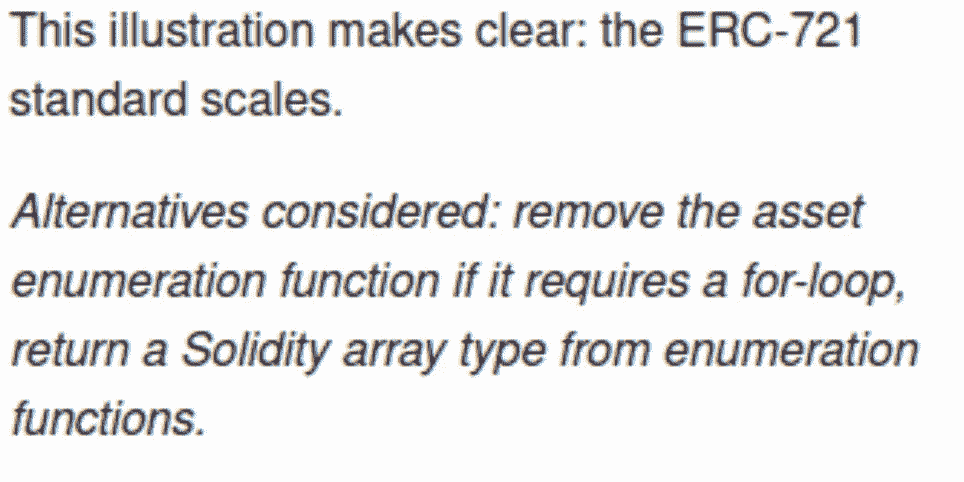 This illustration makes clear: the ERC-721
standard scales.
Alternatives considered: remove the asset
enumeration function if it requires a for-loop,
return a Solidity array type from enumeration
functions.